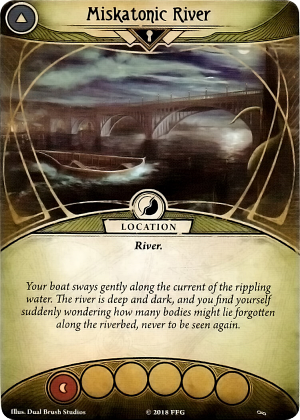 Miskatonic River
LOCATION
River.
Your boat sways gently along the current of the rippling
water. The river is deep and dark, and you find yourself
suddenly wondering how many bodies might lie forgotten
along the riverbed, never to be seen again.
Illus. Dual Brush Studios © 2018 FFG